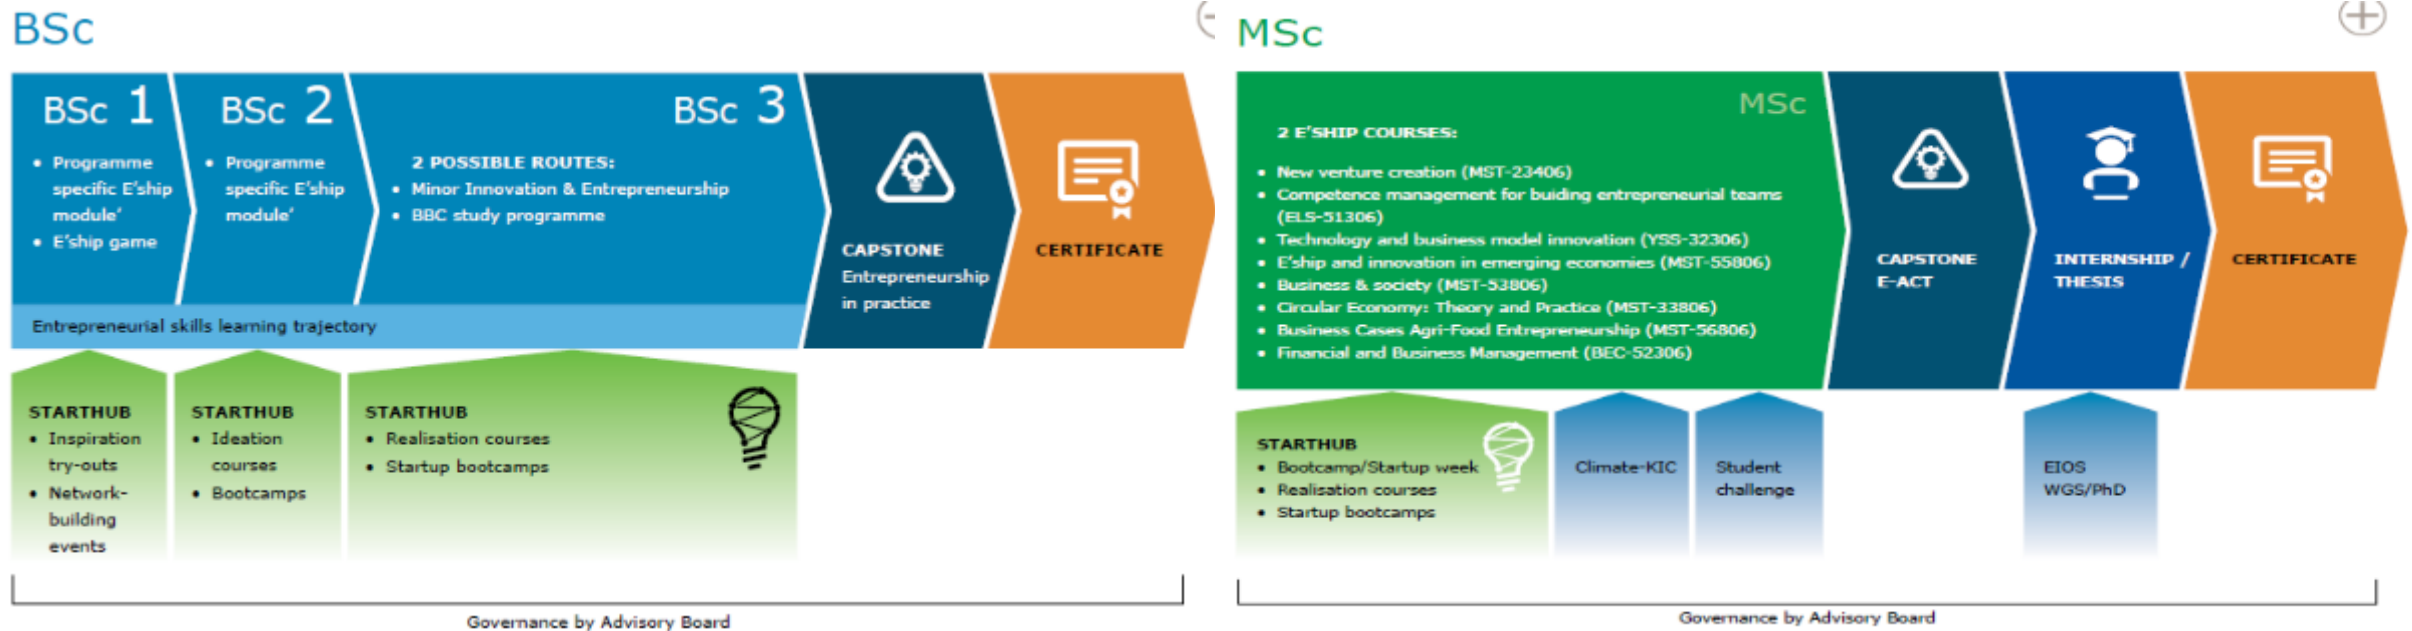 BSc
BSc 1
• Programme
specific E'ship
module'
• E'ship game
BSc 2
• Programme
specific E'ship
module'
BSc 3
2 POSSIBLE ROUTES:
• Minor Innovation & Entrepreneurship
• BBC study programme
CAPSTONE
Entrepreneurship
in practice
CERTIFICATE
Entrepreneurial skills learning trajectory
STARTHUB
• Inspiration
try-outs
• Network-
building
events
STARTHUB
• Ideation
courses
• Bootcamps
STARTHUB
• Realisation courses
• Startup bootcamps
Governance by Advisory Board
MSc
MSc
2 E'SHIP COURSES:
• New venture creation (MST-23406)
• Competence management for buiding entrepreneurial teams
(ELS-51306)
• Technology and business model innovation (YSS-32306)
• E'ship and innovation in emerging economies (MST-55806)
• Business & society (MST-53806)
• Circular Economy: Theory and Practice (MST-33806)
• Business Cases Agri-Food Entrepreneurship (MST-56806)
• Financial and Business Management (BEC-52306)
CAPSTONE
E-ACT
INTERNSHIP /
THESIS
CERTIFICATE
STARTHUB
• Bootcamp/Startup week
• Realisation courses
• Startup bootcamps
Climate-KIC
Student
challenge
EIOS
WGS/PhD
Governance by Advisory Board